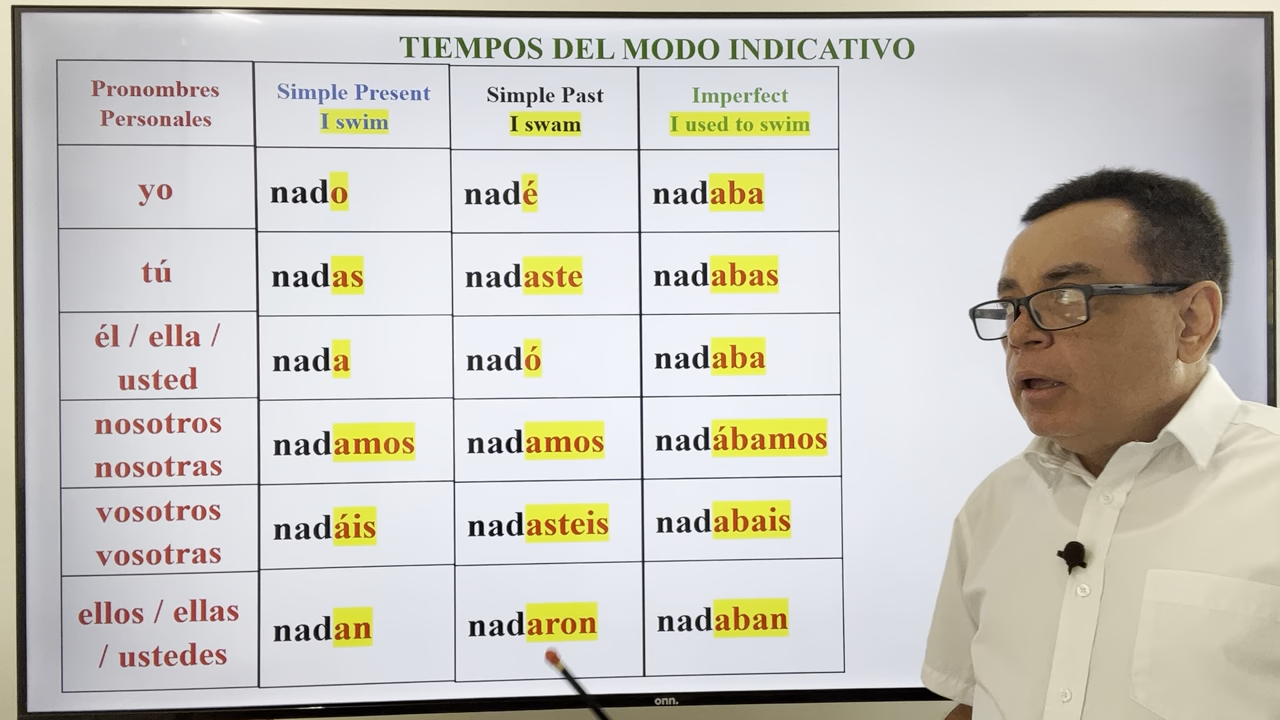 TIEMPOS DEL MODO INDICATIVO
Pronombres
Personales
Simple Present
I swim
Simple Past
I swam
Imperfect
I used to swim
yo
nado
nadé
nadaba
tú
nadas
nadaste
nadabas
él / ella /
usted
nada
nadó
nadaba
nosotros
nosotras
nadamos
nadamos
nadábamos
vosotros
vosotras
nadáis
nadasteis
nadabais
ellos / ellas
/ ustedes
nadan
nadaron
nadaban
onn.